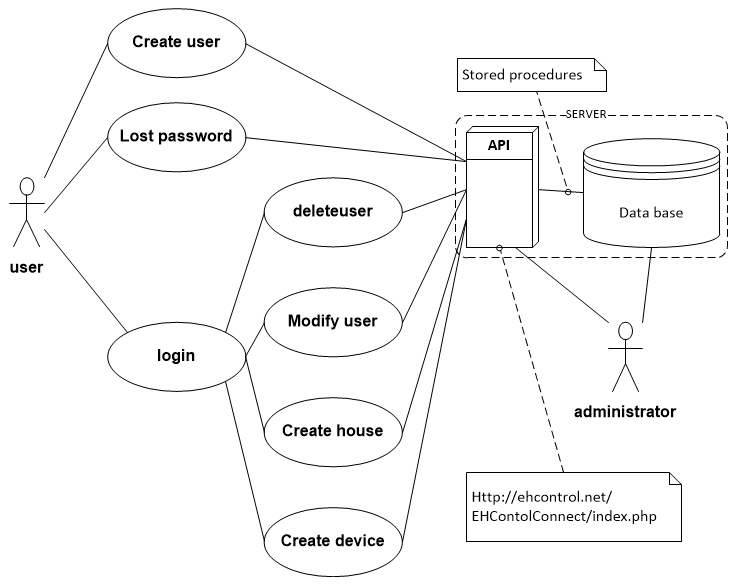 Create user
Stored procedures
SERVER
Lost password
API
deleteuser
Data base
user
Modify user
login
administrator
Create house
Http://ehcontrol.net/
EHContolConnect/index.php
Create device